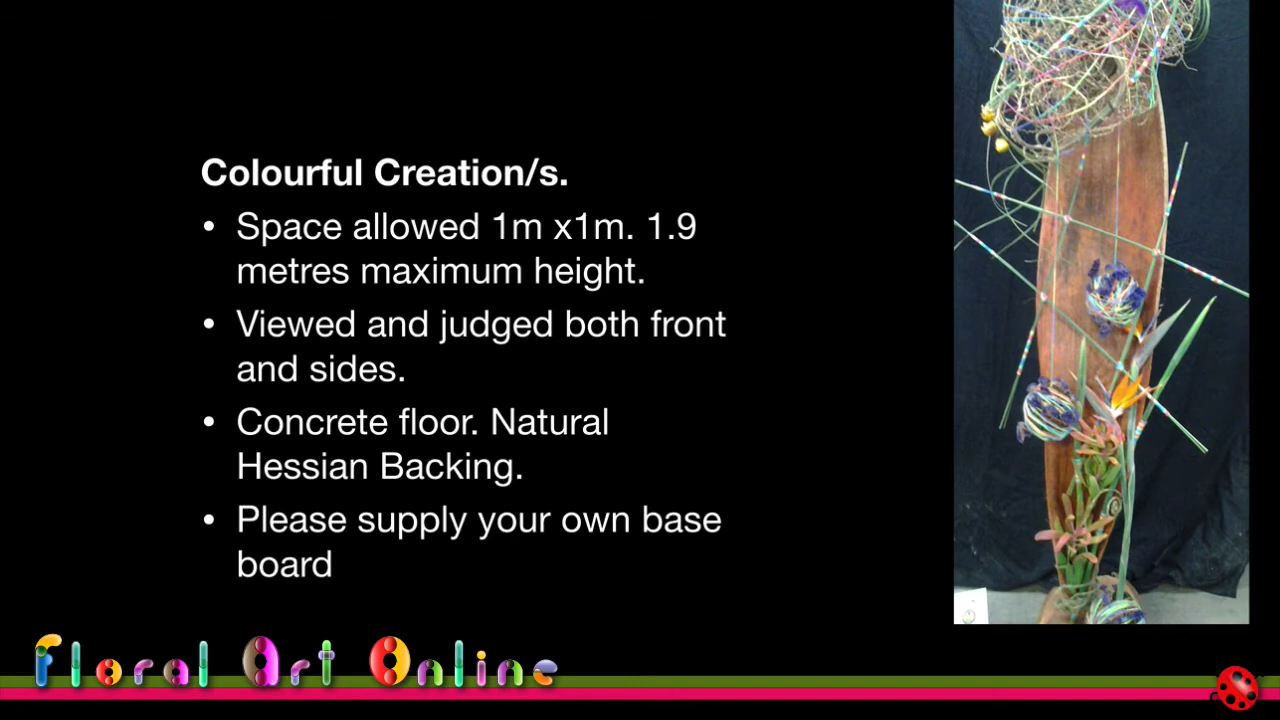 Colourful Creation/s.
• Space allowed 1m x1m. 1.9
metres maximum height.
• Viewed and judged both front
and sides.
• Concrete floor. Natural
Hessian Backing.
• Please supply your own base
board
Floral Art Online